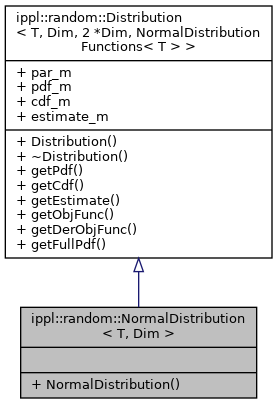 ippl::random::Distribution
< T, Dim, 2 *Dim, NormalDistribution
Functions< T > >
+ par_m
+ pdf_m
+ cdf_m
+ estimate_m
+ Distribution()
+ ~Distribution()
+ getPdf()
+ getCdf()
+ getEstimate()
+ getObjFunc()
+ getDerObjFunc()
+ getFullPdf()
ippl::random::NormalDistribution
< T, Dim >
+ NormalDistribution()